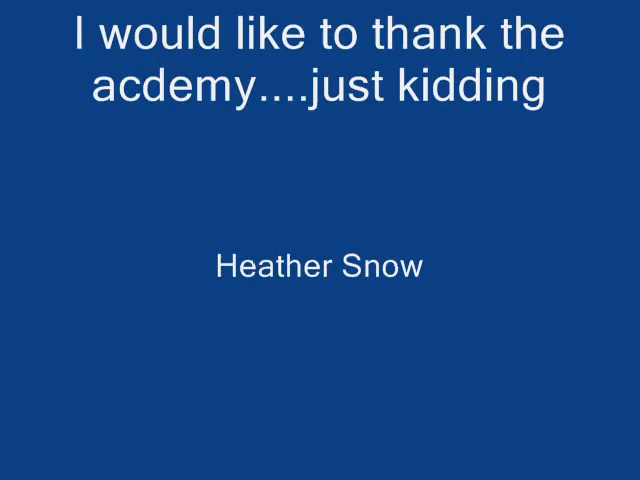 I would like to thank the
acdemy....just kidding
Heather Snow